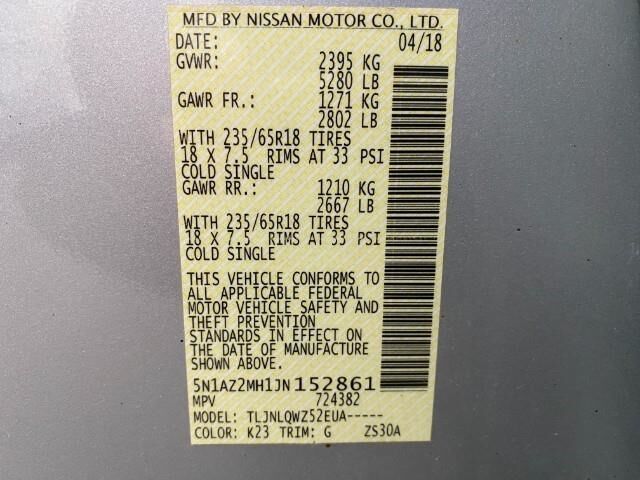 MFD BY NISSAN MOTOR CO., LTD.
DATE: 04/18
GVWR: 2395 KG
5280 LB
GAWR FR.: 1271 KG
2802 LB
WITH 235/65R18 TIRES
18 X 7.5 RIMS AT 33 PSI
COLD SINGLE
GAWR RR.: 1210 KG
2667 LB
WITH 235/65R18 TIRES
18 X 7.5 RIMS AT 33 PSI
COLD SINGLE
THIS VEHICLE CONFORMS TO
ALL APPLICABLE FEDERAL
MOTOR VEHICLE SAFETY AND
THEFT PREVENTION
STANDARDS IN EFFECT ON
THE DATE OF MANUFACTURE
SHOWN ABOVE.
5N1AZ2MH1JN152861
MPV 724382
MODEL: TLJNLQWZ52EUA-----
COLOR: K23 TRIM: G ZS30A